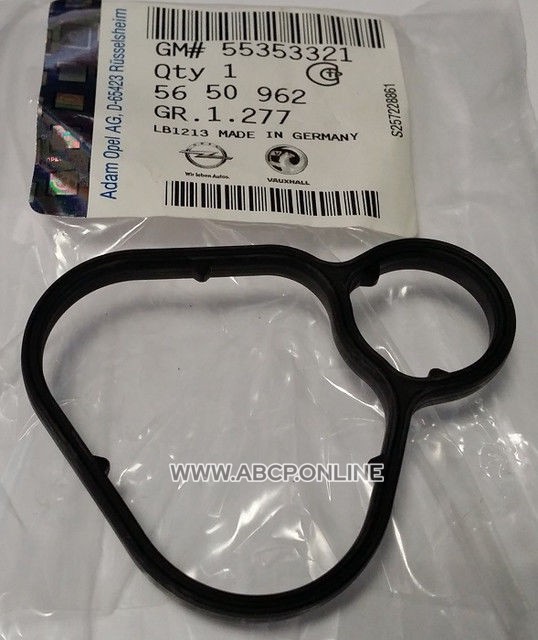 Adam Opel AG, D-65423 Rüsselsheim
GM# 55353321
Qty 1
56 50 962
GR.1.277
LB1213 MADE IN GERMANY
Wir leben Autos.
VAUXHALL
S257228861
WWW.ABCP.ONLINE